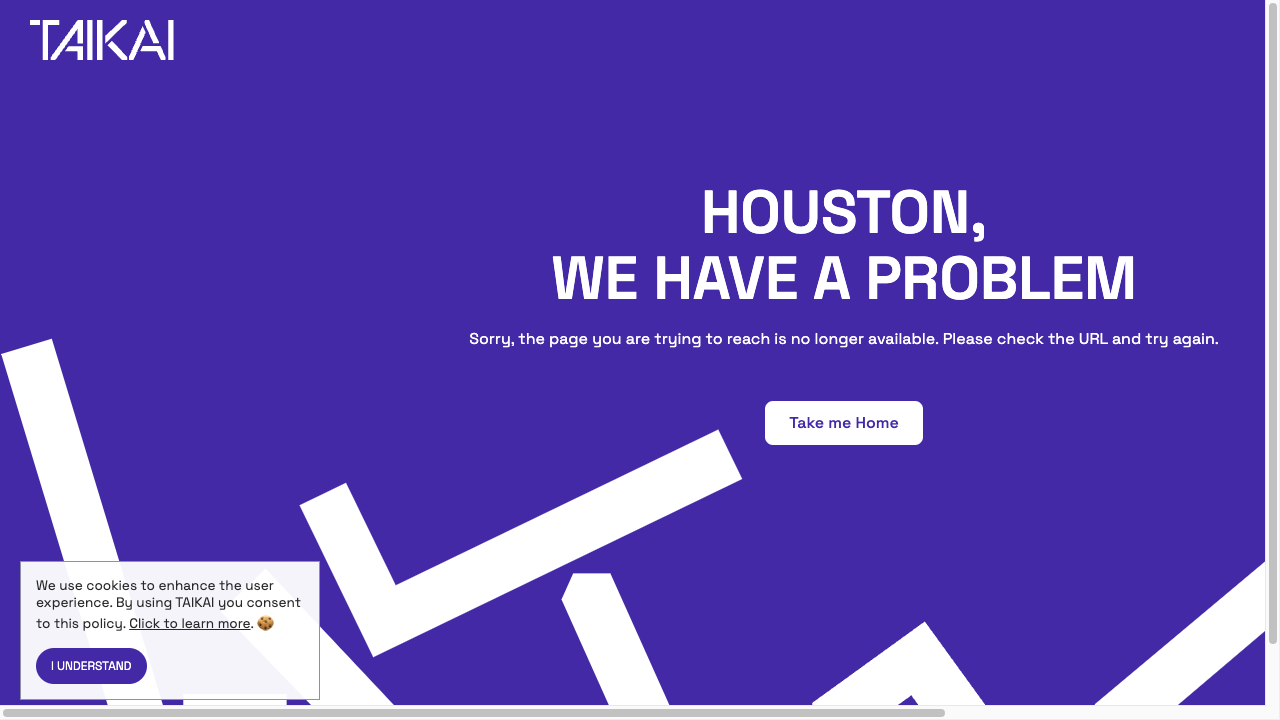 TAIKAI
HOUSTON,
WE HAVE A PROBLEM
Sorry, the page you are trying to reach is no longer available. Please check the URL and try again.
Take me Home
We use cookies to enhance the user
experience. By using TAIKAI you consent
to this policy. Click to learn more. 🍪
I UNDERSTAND